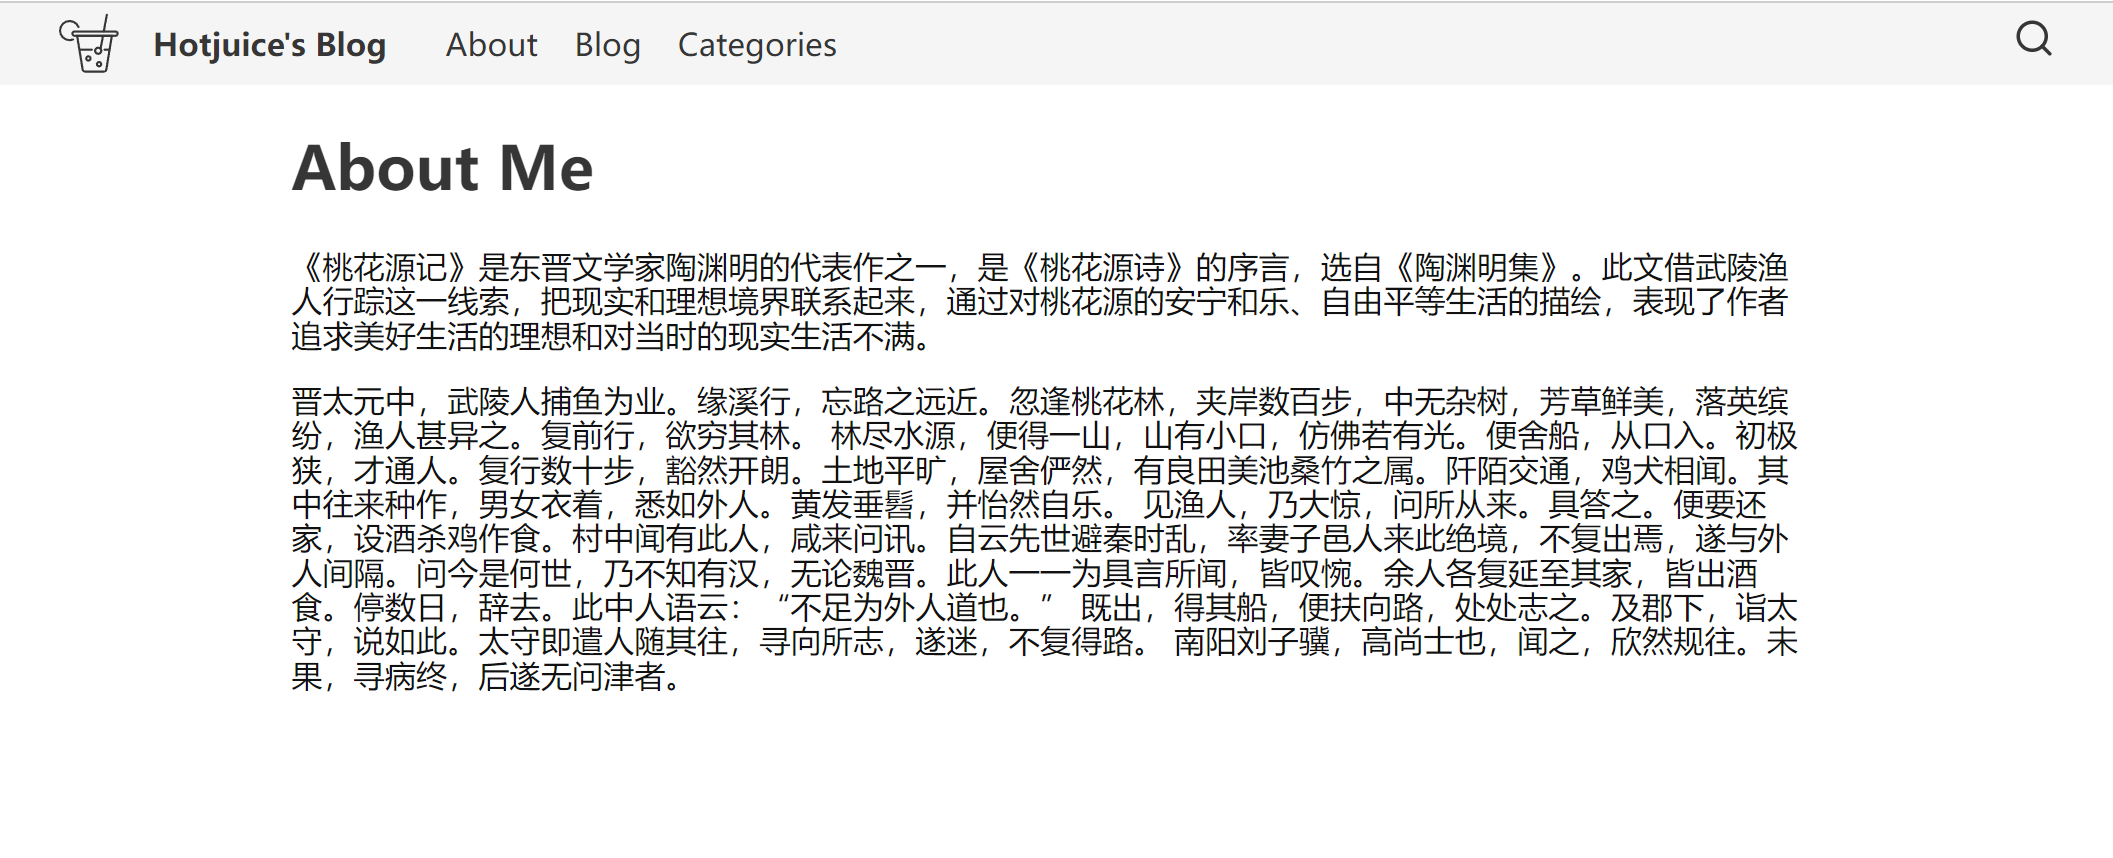 Hotjuice's Blog About Blog Categories
About Me
《桃花源记》是东晋文学家陶渊明的代表作之一，是《桃花源诗》的序言，选自《陶渊明集》。此文借武陵渔
人行踪这一线索，把现实和理想境界联系起来，通过对桃花源的安宁和乐、自由平等生活的描绘，表现了作者
追求美好生活的理想和对当时的现实生活不满。
晋太元中，武陵人捕鱼为业。缘溪行，忘路之远近。忽逢桃花林，夹岸数百步，中无杂树，芳草鲜美，落英缤
纷，渔人甚异之。复前行，欲穷其林。 林尽水源，便得一山，山有小口，仿佛若有光。便舍船，从口入。初极
狭，才通人。复行数十步，豁然开朗。土地平旷，屋舍俨然，有良田美池桑竹之属。阡陌交通，鸡犬相闻。其
中往来种作，男女衣着，悉如外人。黄发垂髫，并怡然自乐。 见渔人，乃大惊，问所从来。具答之。便要还
家，设酒杀鸡作食。村中闻有此人，咸来问讯。自云先世避秦时乱，率妻子邑人来此绝境，不复出焉，遂与外
人间隔。问今是何世，乃不知有汉，无论魏晋。此人一一为具言所闻，皆叹惋。余人各复延至其家，皆出酒
食。停数日，辞去。此中人语云：“不足为外人道也。” 既出，得其船，便扶向路，处处志之。及郡下，诣太
守，说如此。太守即遣人随其往，寻向所志，遂迷，不复得路。 南阳刘子骥，高尚士也，闻之，欣然规往。未
果，寻病终，后遂无问津者。